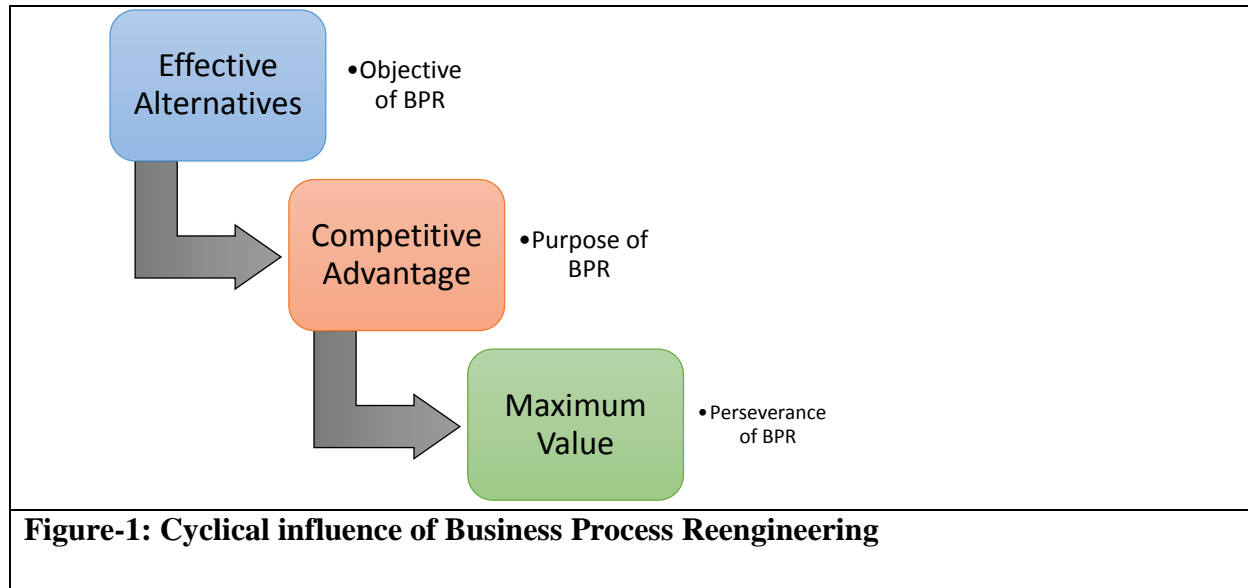 Effective
Alternatives
•Objective
of BPR
Competitive
Advantage
•Purpose of
BPR
Maximum
Value
•Perseverance
of BPR
Figure-1: Cyclical influence of Business Process Reengineering